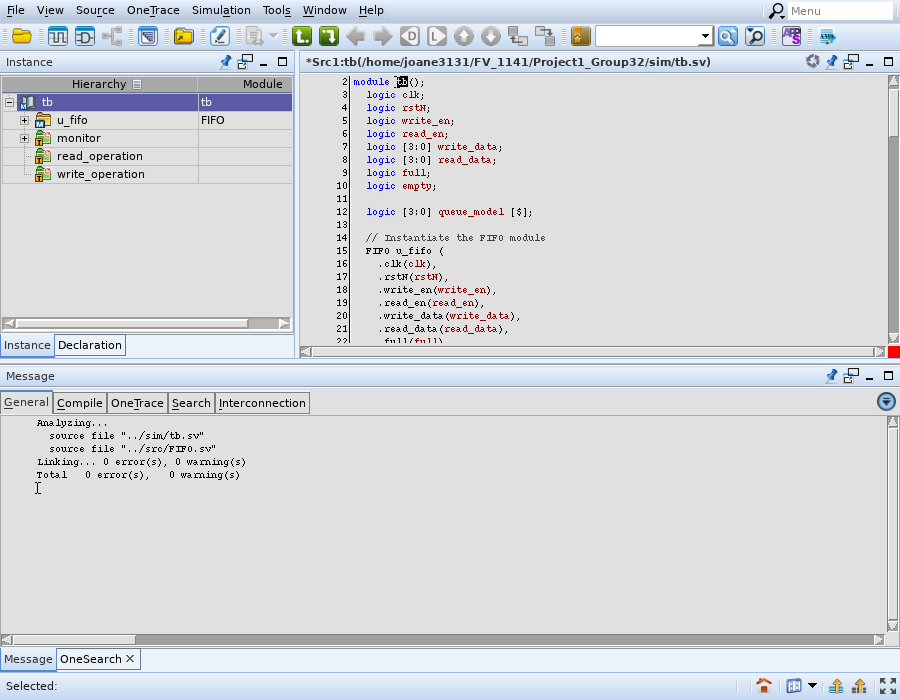 File View Source OneTrace Simulation Tools Window Help Menu
Instance
*Src1:tb(/home/joane3131/FV_1141/Project1_Group32/sim/tb.sv)
Hierarchy Module
tb tb
u_fifo FIFO
monitor
read_operation
write_operation
Instance Declaration
2 module tb();
3 logic clk;
4 logic rstN;
5 logic write_en;
6 logic read_en;
7 logic [3:0] write_data;
8 logic [3:0] read_data;
9 logic full;
10 logic empty;
11
12 logic [3:0] queue_model [$];
13
14 // Instantiate the FIFO module
15 FIFO u_fifo (
16 .clk(clk),
17 .rstN(rstN),
18 .write_en(write_en),
19 .read_en(read_en),
20 .write_data(write_data),
21 .read_data(read_data),
22 .full(full),
Message
General Compile OneTrace Search Interconnection
Analyzing...
source file "../sim/tb.sv"
source file "../src/FIFO.sv"
Linking... 0 error(s), 0 warning(s)
Total 0 error(s), 0 warning(s)
Message OneSearch
Selected: